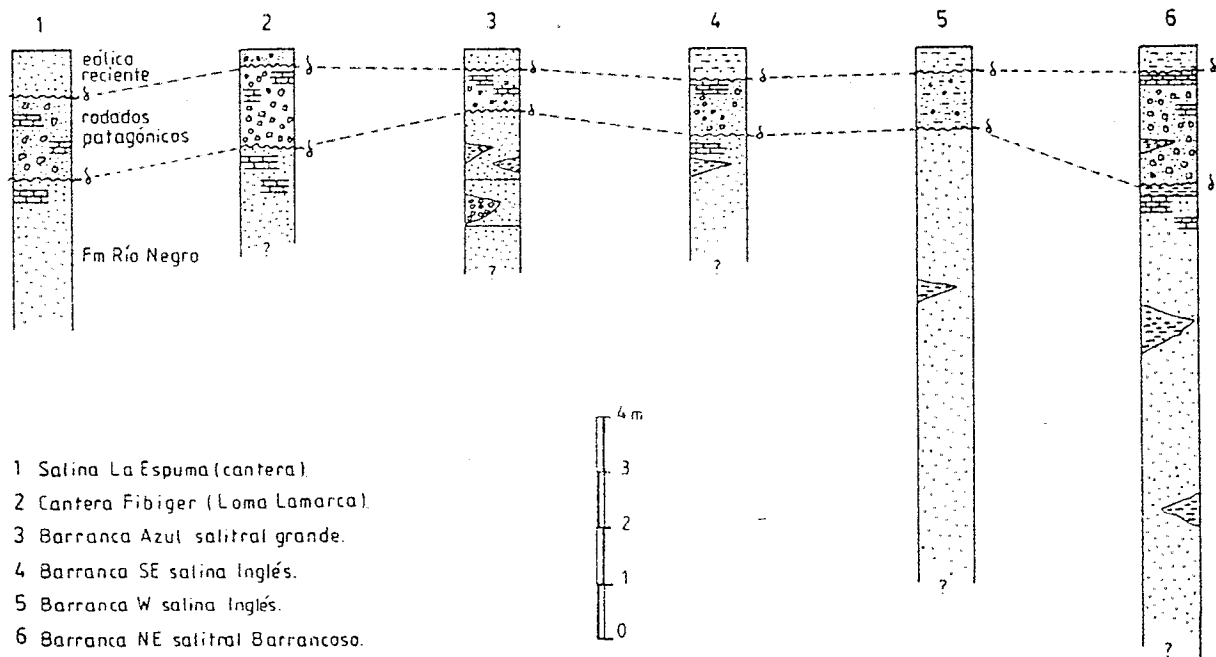 1 2 3 4 5 6
eólica
reciente
rodados
patagónicos
Fm Río Negro
? ? ? ? ?
4 m
3
2
1
0
1 Salina La Espuma (cantera).
2 Cantera Fibiger (Loma Lamarca).
3 Barranca Azul salitral grande.
4 Barranca SE salina Inglés.
5 Barranca W salina Inglés.
6 Barranca NE salitral Barrancoso.